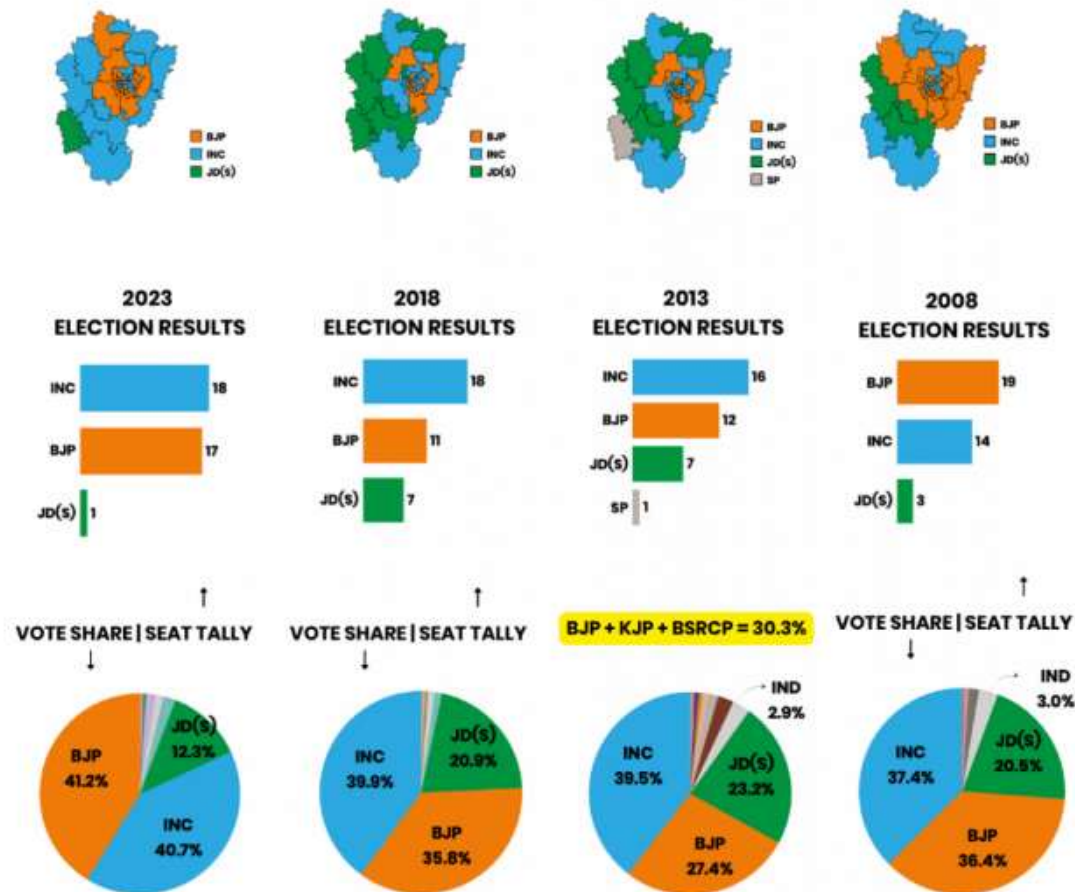 BJP
INC
JD(S)
BJP
INC
JD(S)
BJP
INC
JD(S)
SP
BJP
INC
JD(S)
2023
ELECTION RESULTS
INC 18
BJP 17
JD(S) 1
2018
ELECTION RESULTS
INC 18
BJP 11
JD(S) 7
2013
ELECTION RESULTS
INC 16
BJP 12
JD(S) 7
SP 1
2008
ELECTION RESULTS
BJP 19
INC 14
JD(S) 3
↑
VOTE SHARE | SEAT TALLY
↓
↑
VOTE SHARE | SEAT TALLY
↓
BJP + KJP + BSRCP = 30.3%
↑
VOTE SHARE | SEAT TALLY
↓
JD(S)
12.3%
BJP
41.2%
INC
40.7%
JD(S)
20.9%
INC
39.9%
BJP
35.8%
IND
2.9%
INC
39.5%
JD(S)
23.2%
BJP
27.4%
IND
3.0%
INC
37.4%
JD(S)
20.5%
BJP
36.4%